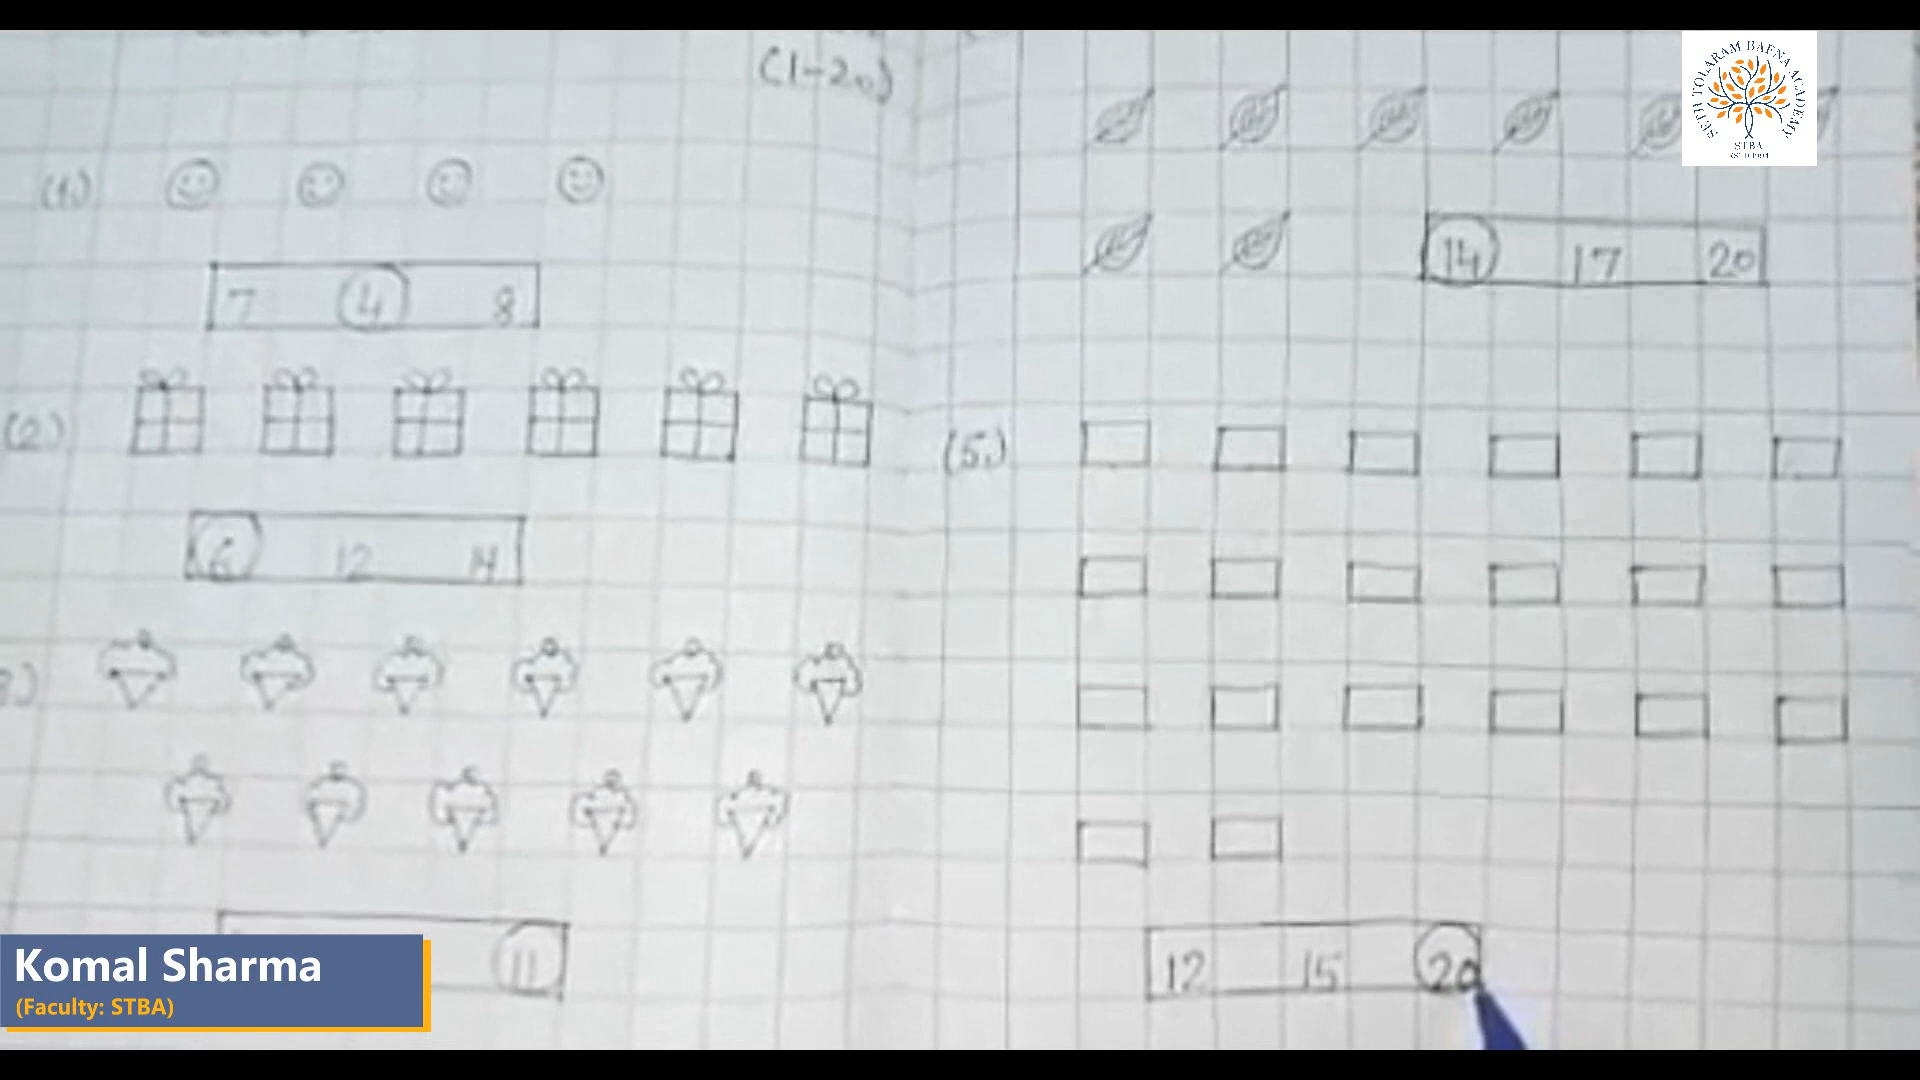 (1-20)
(1.)
7 4 8
(2)
6 12 14
11
14 17 20
(5.)
12 15 20
SETH TOLARAM BAFNA ACADEMY
STBA
Komal Sharma
(Faculty: STBA)